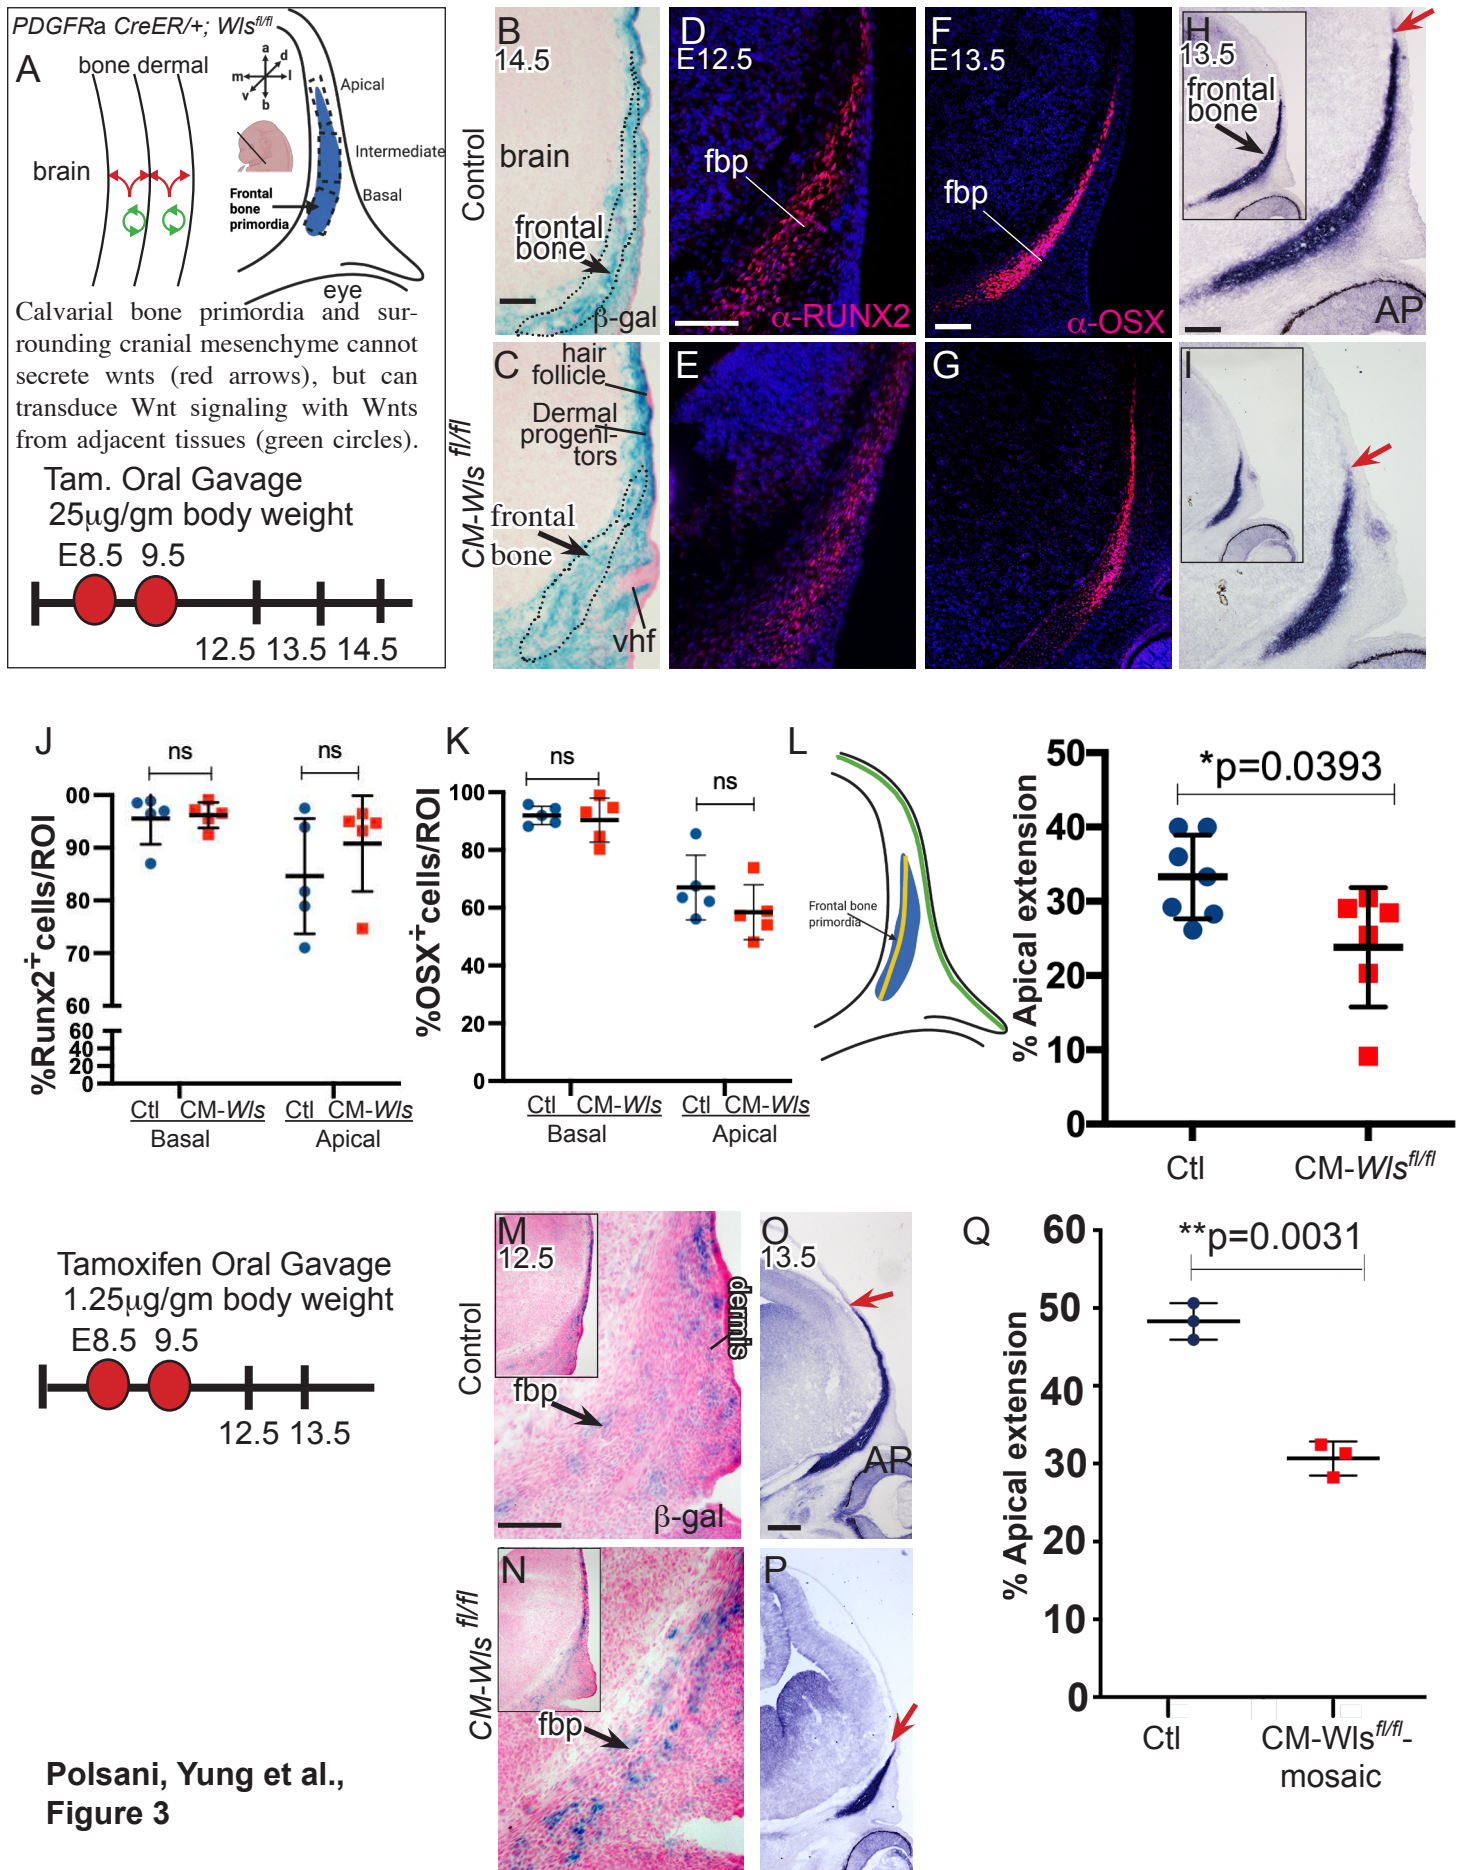 PDGFRa CreER/+; Wls fl/fl
A
bone dermal
brain
a
d
m
l
v
b
Apical
Intermediate
Basal
Frontal
bone
primordia
eye
Calvarial bone primordia and sur-
rounding cranial mesenchyme cannot
secrete wnts (red arrows), but can
transduce Wnt signaling with Wnts
from adjacent tissues (green circles).
Tam. Oral Gavage
25µg/gm body weight
E8.5 9.5
12.5 13.5 14.5
Control
B
14.5
brain
frontal
bone
β-gal
D
E12.5
fbp
α-RUNX2
F
E13.5
fbp
α-OSX
H
13.5
frontal
bone
AP
CM-Wls fl/fl
C
hair
follicle
Dermal
progeni-
tors
frontal
bone
vhf
E
G
I
J
ns
ns
%Runx2+cells/ROI
00
90
80
70
60
60
40
20
0
Ctl CM-Wls
Basal
Ctl CM-Wls
Apical
K
ns
ns
%OSX+cells/ROI
100
80
60
40
20
0
Ctl CM-Wls
Basal
Ctl CM-Wls
Apical
L
Frontal bone
primordia
% Apical extension
50
40
30
20
10
0
*p=0.0393
Ctl
CM-Wls fl/fl
Tamoxifen Oral Gavage
1.25µg/gm body weight
E8.5 9.5
12.5 13.5
Control
M
12.5
dermis
fbp
β-gal
O
13.5
AP
CM-Wls fl/fl
N
fbp
P
Q
% Apical extension
60
50
40
30
20
10
0
**p=0.0031
Ctl
CM-Wls fl/fl-
mosaic
Polsani, Yung et al.,
Figure 3